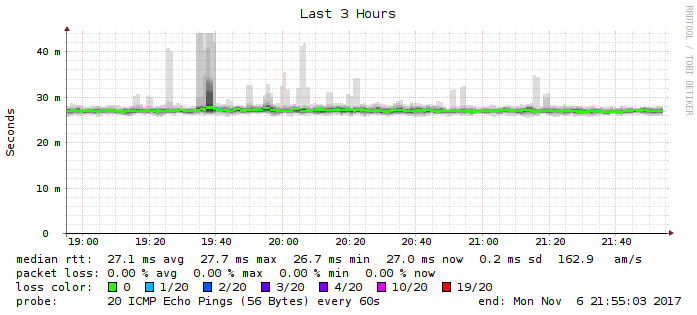 Last 3 Hours
RRDTOOL / TOBI OETIKER
Seconds
40 m
30 m
20 m
10 m
0
19:00 19:20 19:40 20:00 20:20 20:40 21:00 21:20 21:40
median rtt: 27.1 ms avg 27.7 ms max 26.7 ms min 27.0 ms now 0.2 ms sd 162.9 am/s
packet loss: 0.00 % avg 0.00 % max 0.00 % min 0.00 % now
loss color: 0 1/20 2/20 3/20 4/20 10/20 19/20
probe: 20 ICMP Echo Pings (56 Bytes) every 60s end: Mon Nov 6 21:55:03 2017